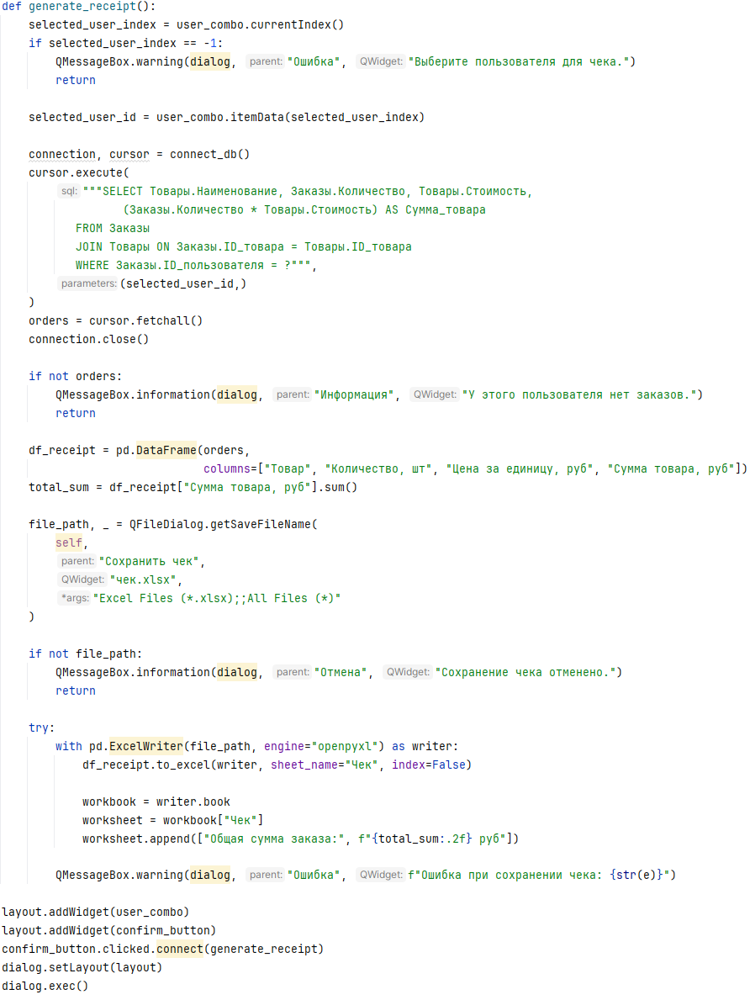 def generate_receipt():
    selected_user_index = user_combo.currentIndex()
    if selected_user_index == -1:
        QMessageBox.warning(dialog, parent: "Ошибка", QWidget: "Выберите пользователя для чека.")
        return

    selected_user_id = user_combo.itemData(selected_user_index)

    connection, cursor = connect_db()
    cursor.execute(
        sql: """SELECT Товары.Наименование, Заказы.Количество, Товары.Стоимость,
                  (Заказы.Количество * Товары.Стоимость) AS Сумма_товара
           FROM Заказы
           JOIN Товары ON Заказы.ID_товара = Товары.ID_товара
           WHERE Заказы.ID_пользователя = ?""",
        parameters: (selected_user_id,)
    )
    orders = cursor.fetchall()
    connection.close()

    if not orders:
        QMessageBox.information(dialog, parent: "Информация", QWidget: "У этого пользователя нет заказов.")
        return

    df_receipt = pd.DataFrame(orders,
                              columns=["Товар", "Количество, шт", "Цена за единицу, руб", "Сумма товара, руб"])
    total_sum = df_receipt["Сумма товара, руб"].sum()

    file_path, _ = QFileDialog.getSaveFileName(
        self,
        parent: "Сохранить чек",
        QWidget: "чек.xlsx",
        *args: "Excel Files (*.xlsx);;All Files (*)"
    )

    if not file_path:
        QMessageBox.information(dialog, parent: "Отмена", QWidget: "Сохранение чека отменено.")
        return

    try:
        with pd.ExcelWriter(file_path, engine="openpyxl") as writer:
            df_receipt.to_excel(writer, sheet_name="Чек", index=False)

            workbook = writer.book
            worksheet = workbook["Чек"]
            worksheet.append(["Общая сумма заказа:", f"{total_sum:.2f} руб"])

        QMessageBox.warning(dialog, parent: "Ошибка", QWidget: f"Ошибка при сохранении чека: {str(e)}")

layout.addWidget(user_combo)
layout.addWidget(confirm_button)
confirm_button.clicked.connect(generate_receipt)
dialog.setLayout(layout)
dialog.exec()